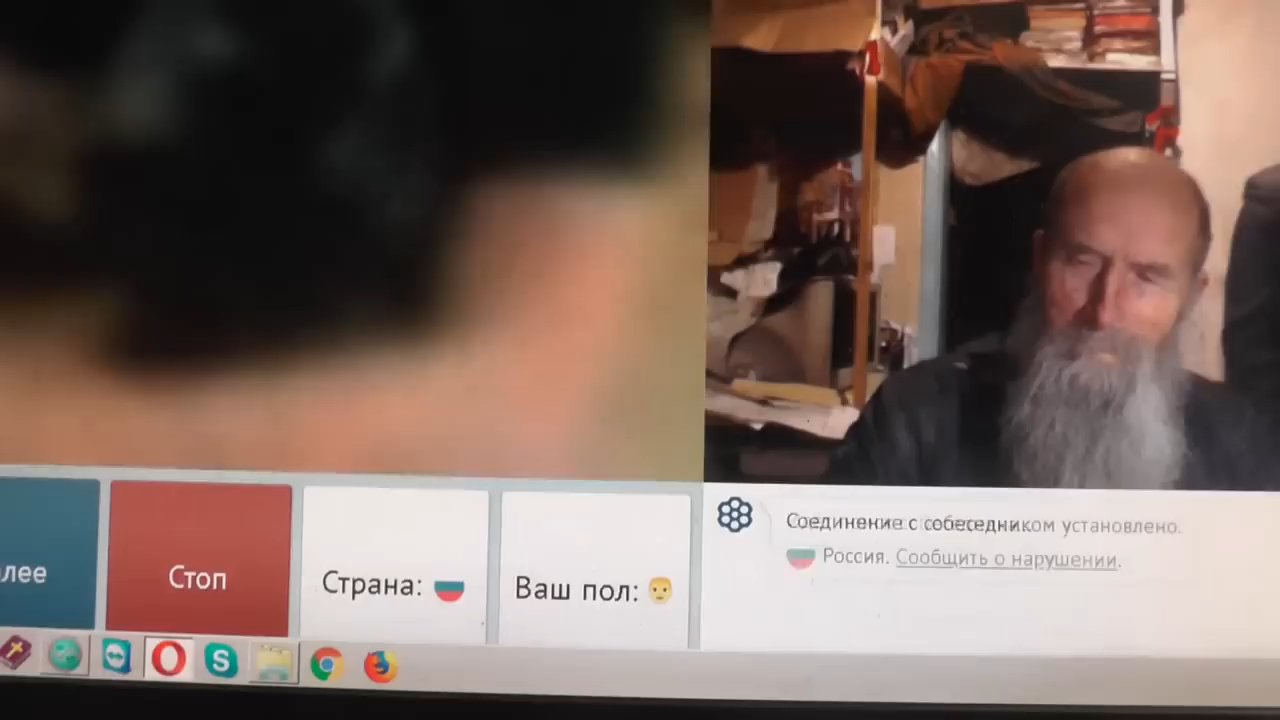 лее
Стоп
Страна:
Ваш пол:
Соединение с собеседником установлено.
Россия. Сообщить о нарушении.
S